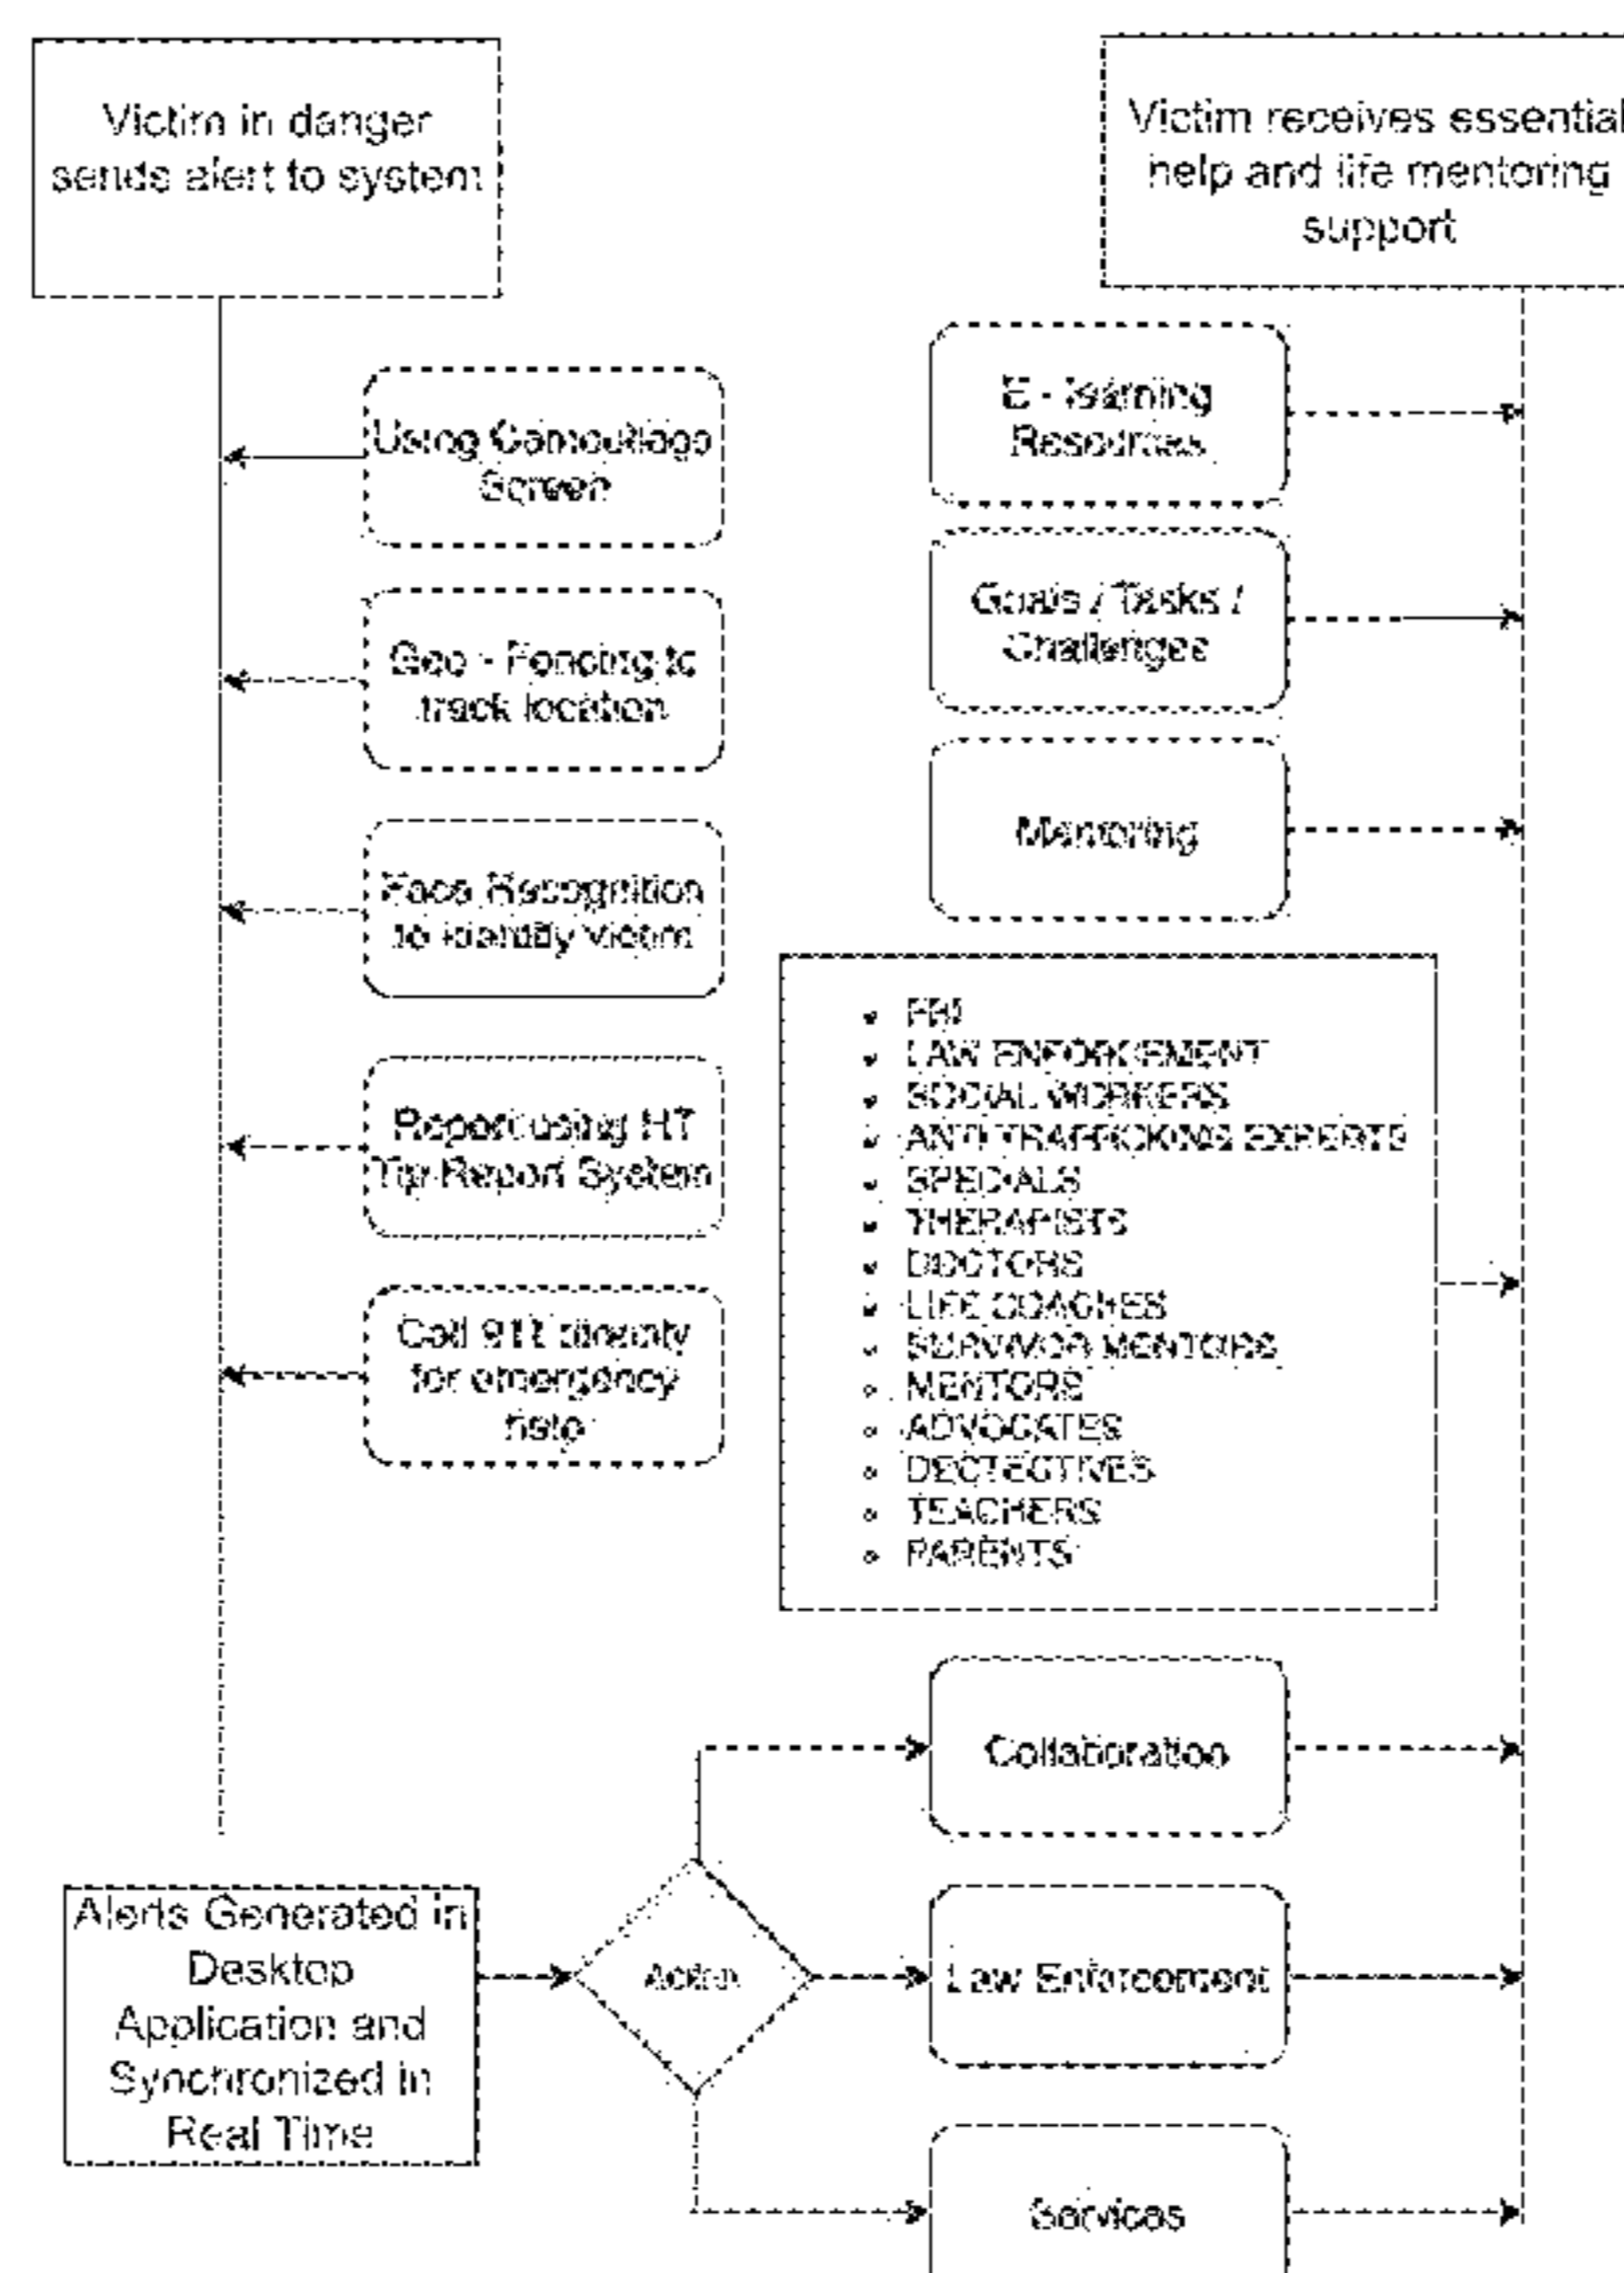 Victim in danger
sends alert to system
Victim receives essential
help and life mentoring
support
Using Camouflage
Screen
Geo - Fencing to
track location
Face Recognition
to identify victim
Report using HT
Tip Report System
Call 911 directly
for emergency
help
E - learning
Resources
Goals / Tasks /
Challenges
Mentoring
FBI
LAW ENFORCEMENT
SOCIAL WORKERS
ANTI TRAFFICKING EXPERTS
SPECIALS
THERAPISTS
DOCTORS
LIFE COACHES
SURVIVOR MENTORS
MENTORS
ADVOCATES
DECTECTIVES
TEACHERS
PARENTS
Collaboration
Alerts Generated in
Desktop
Application and
Synchronized in
Real Time
Action
Law Enforcement
Services